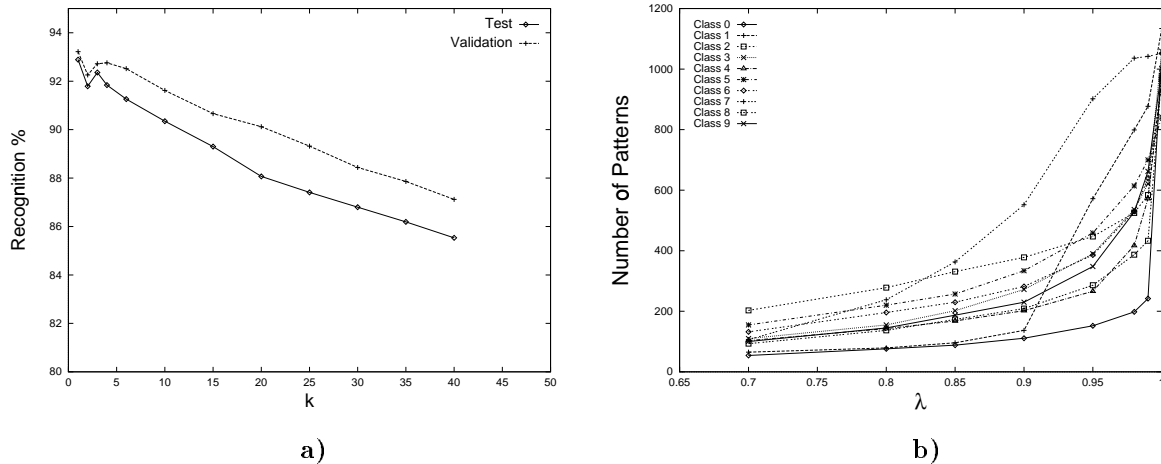 Recognition %
96
94
92
90
88
86
84
82
80
0 5 10 15 20 25 30 35 40 45 50
k
Test
Validation
a)
Number of Patterns
1200
1000
800
600
400
200
0
0.65 0.7 0.75 0.8 0.85 0.9 0.95 1
λ
Class 0
Class 1
Class 2
Class 3
Class 4
Class 5
Class 6
Class 7
Class 8
Class 9
b)